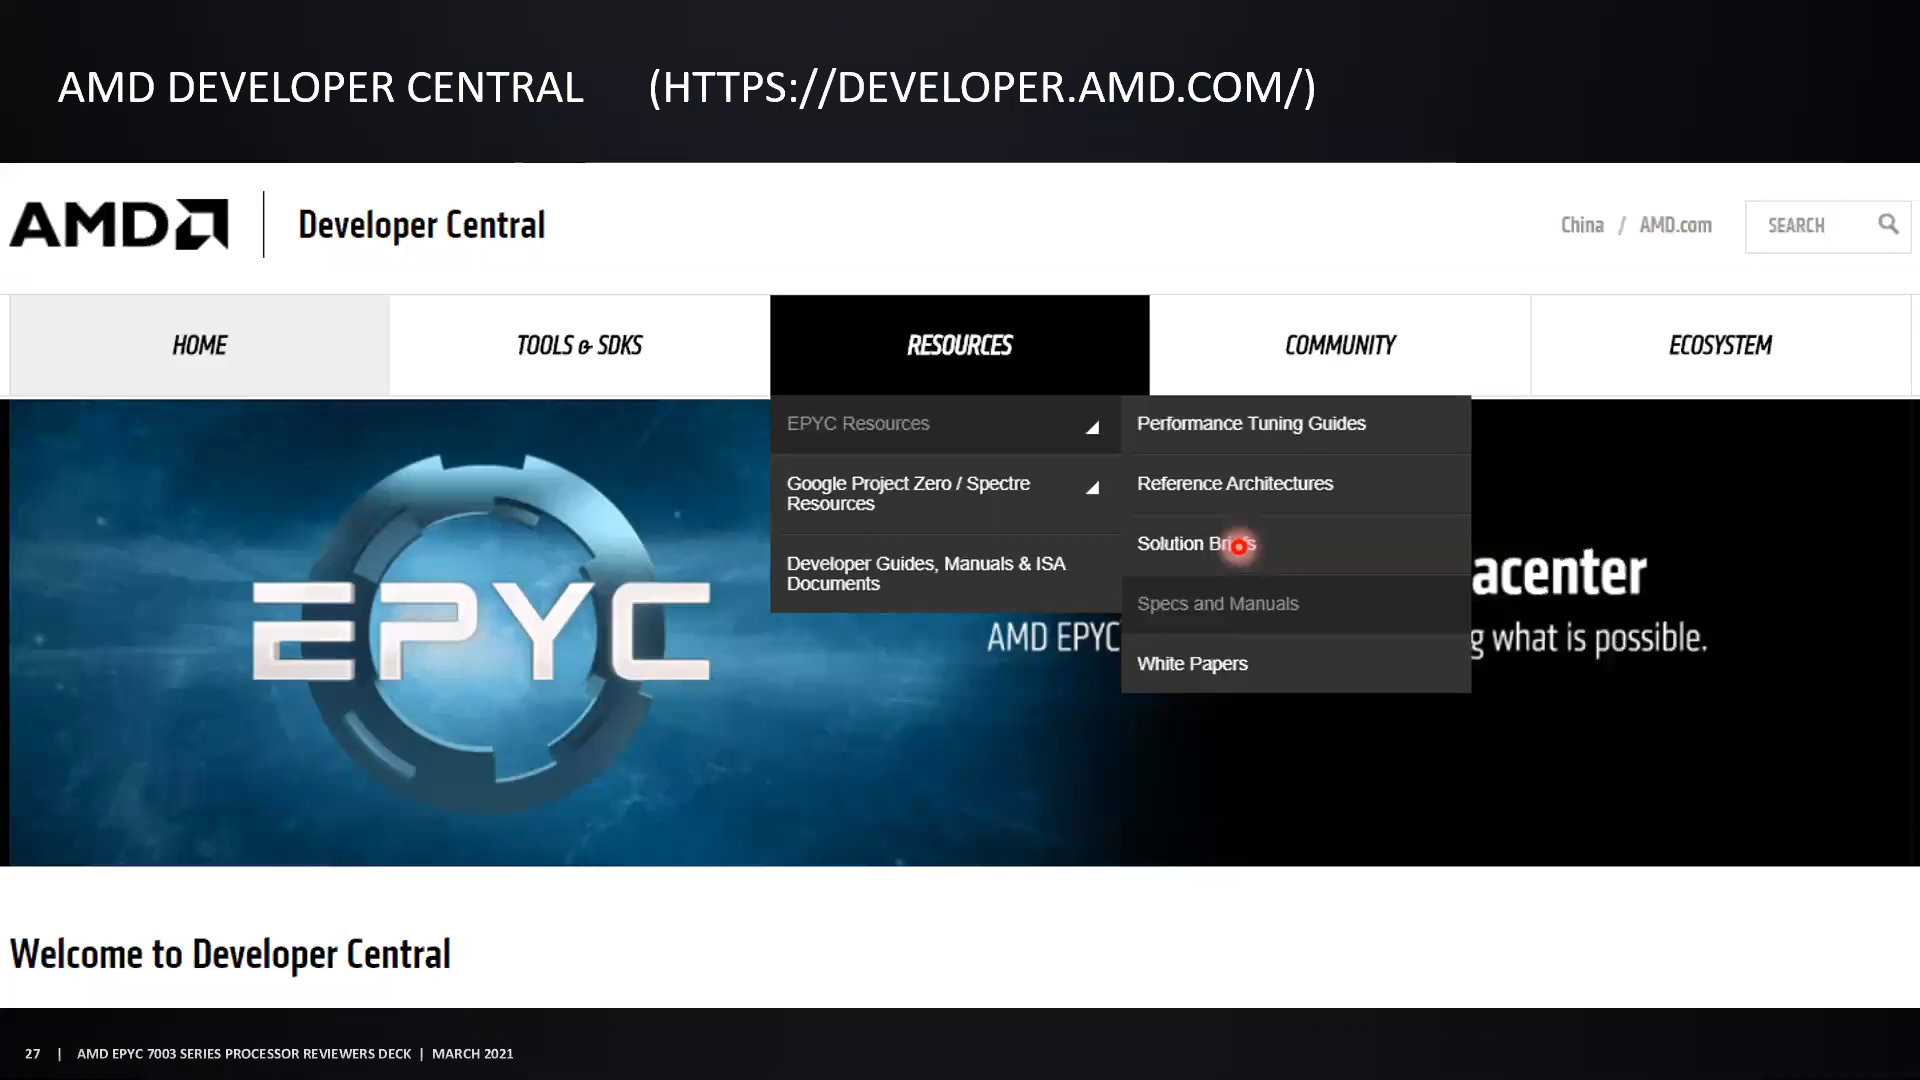 AMD DEVELOPER CENTRAL (HTTPS://DEVELOPER.AMD.COM/)
AMD
Developer Central
China / AMD.com
SEARCH
HOME
TOOLS & SDKS
RESOURCES
COMMUNITY
ECOSYSTEM
EPYC Resources
Google Project Zero / Spectre
Resources
Developer Guides, Manuals & ISA
Documents
Performance Tuning Guides
Reference Architectures
Solution Briefs
Specs and Manuals
White Papers
EPYC
acenter
AMD EPYC
g what is possible.
Welcome to Developer Central
27 | AMD EPYC 7003 SERIES PROCESSOR REVIEWERS DECK | MARCH 2021